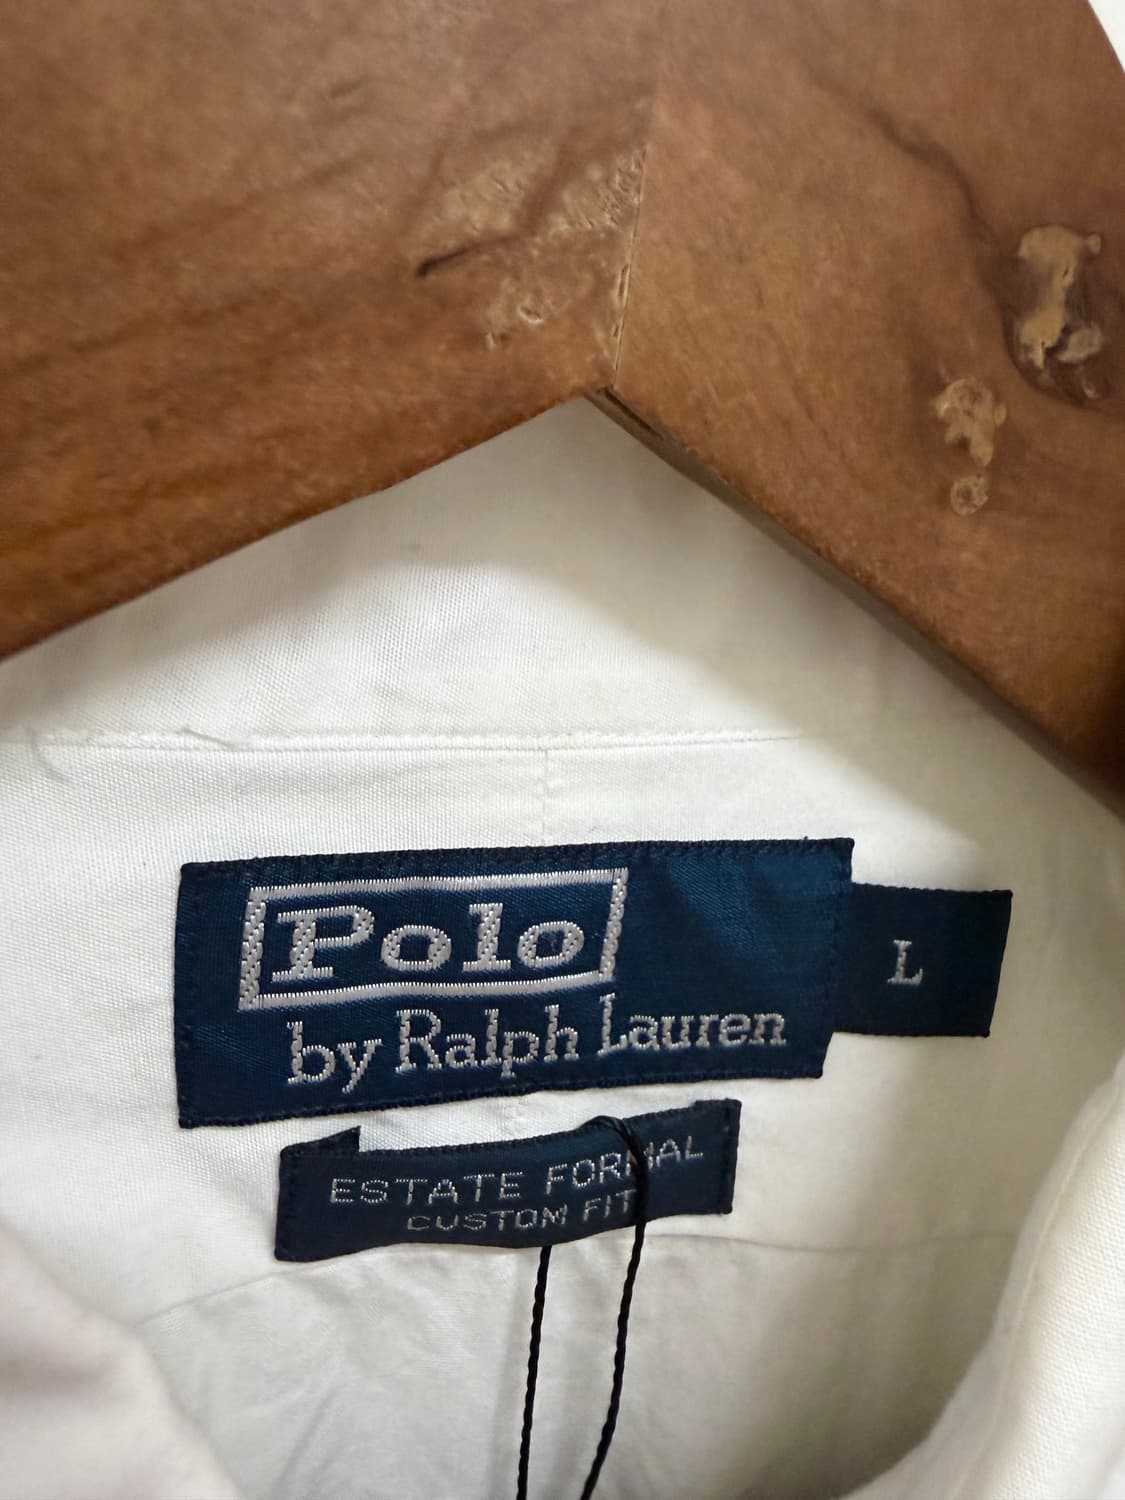 Polo
by Ralph Lauren
L
ESTATE FORMAL
CUSTOM FIT